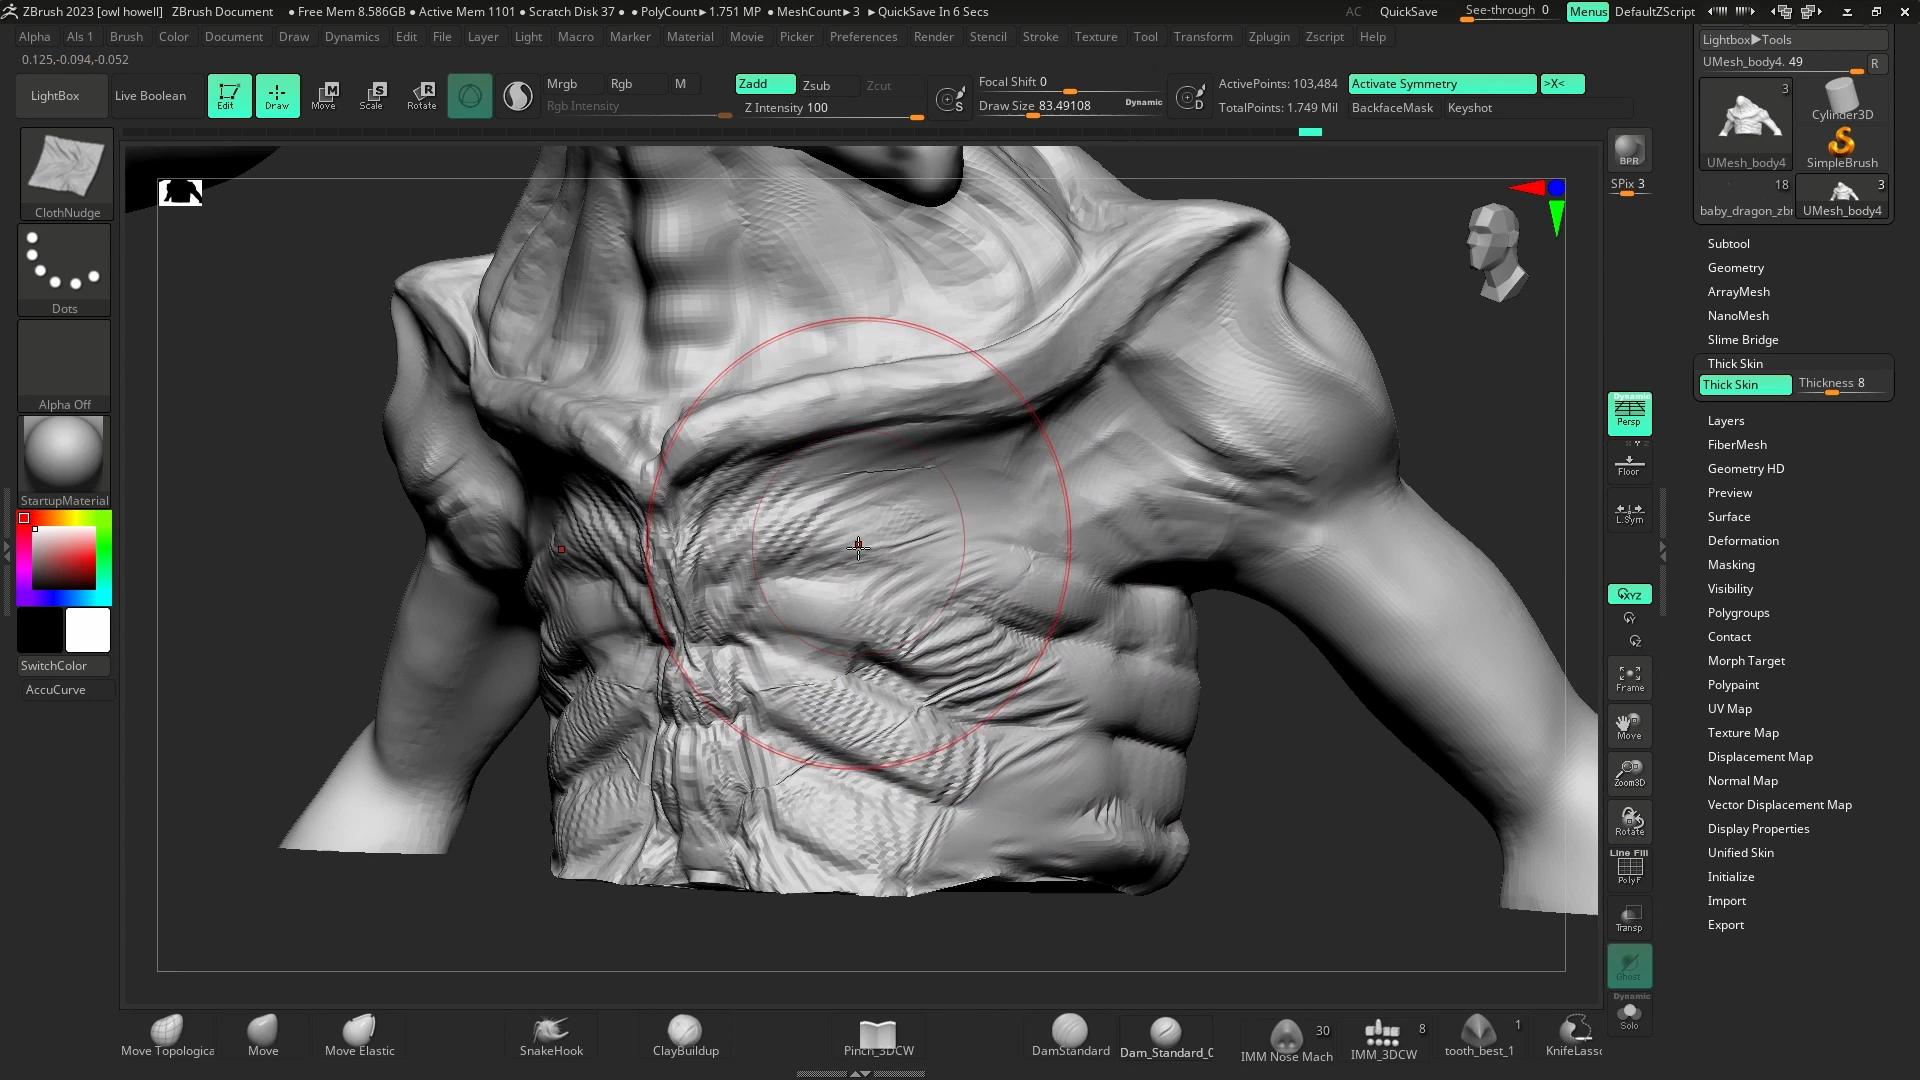 ZBrush 2023 [owl howell] ZBrush Document ● Free Mem 8.586GB ● Active Mem 1101 ● Scratch Disk 37 ● ● PolyCount►1.751 MP ● MeshCount►3 ►QuickSave In 6 Secs AC QuickSave See-through 0 Menus DefaultZScript
Alpha Als 1 Brush Color Document Draw Dynamics Edit File Layer Light Macro Marker Material Movie Picker Preferences Render Stencil Stroke Texture Tool Transform Zplugin Zscript Help
0.125,-0.094,-0.052
LightBox Live Boolean Edit Draw Move Scale Rotate
Mrgb Rgb M
Rgb Intensity
Zadd Zsub Zcut
Z Intensity 100
Focal Shift 0
Draw Size 83.49108 Dynamic
S
D
ActivePoints: 103,484
TotalPoints: 1.749 Mil
Activate Symmetry >X<
BackfaceMask Keyshot
ClothNudge
Dots
Alpha Off
StartupMaterial
SwitchColor
AccuCurve
BPR
SPix 3
Dynamic
Persp
Floor
L.Sym
XYZ
Y
Z
Frame
Move
Zoom3D
Rotate
Line Fill
PolyF
Transp
Ghost
Dynamic
Solo
Lightbox►Tools
UMesh_body4. 49 R
3
UMesh_body4
Cylinder3D
SimpleBrush
18
baby_dragon_zbr
3
UMesh_body4
Subtool
Geometry
ArrayMesh
NanoMesh
Slime Bridge
Thick Skin
Thick Skin Thickness 8
Layers
FiberMesh
Geometry HD
Preview
Surface
Deformation
Masking
Visibility
Polygroups
Contact
Morph Target
Polypaint
UV Map
Texture Map
Displacement Map
Normal Map
Vector Displacement Map
Display Properties
Unified Skin
Initialize
Import
Export
Move Topologica
Move
Move Elastic
SnakeHook
ClayBuildup
Pinch_3DCW
DamStandard
Dam_Standard_0
30
IMM Nose Mach
8
IMM_3DCW
1
tooth_best_1
KnifeLasso